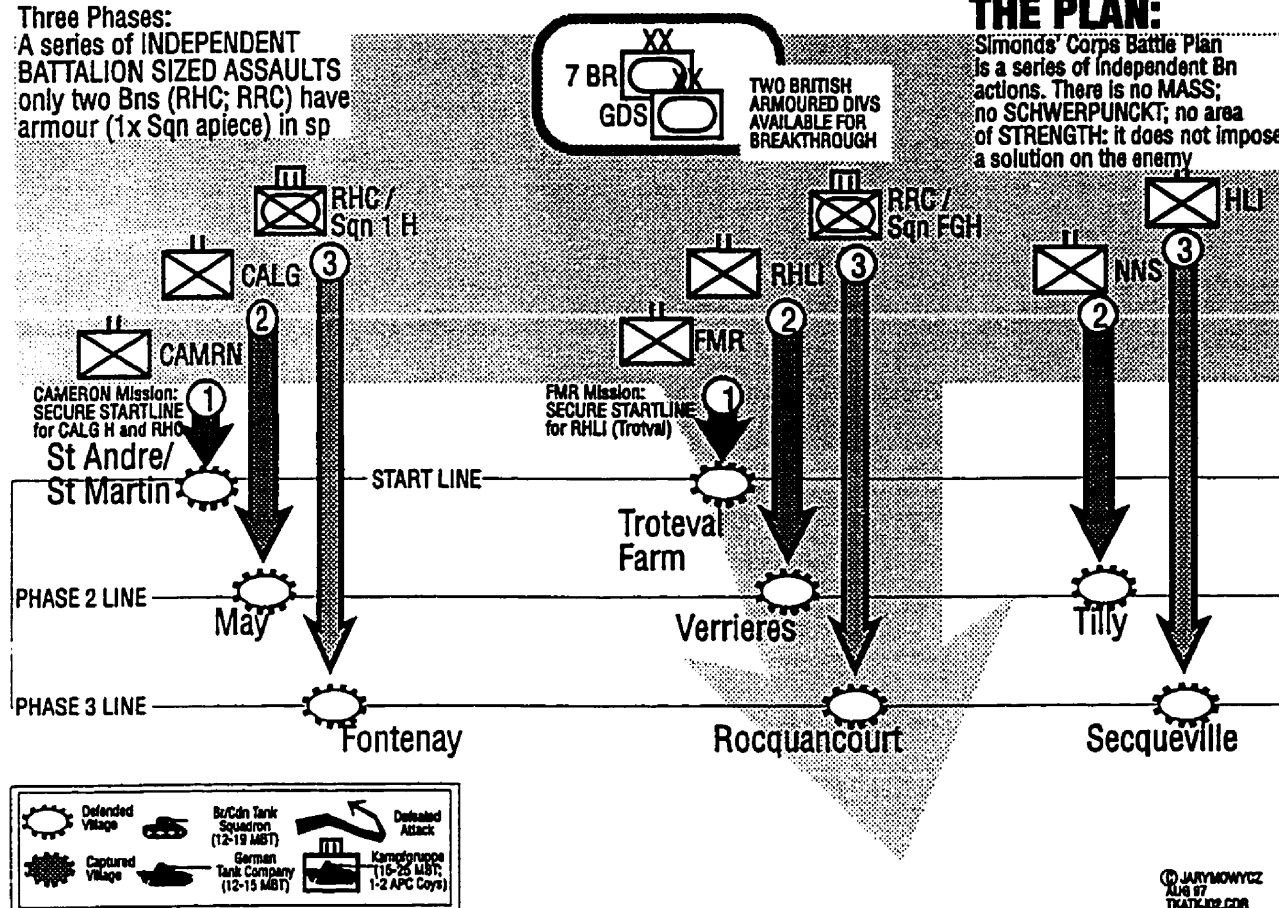 Three Phases:
A series of INDEPENDENT
BATTALION SIZED ASSAULTS
only two Bns (RHC; RRC) have
armour (1x Sqn apiece) in sp
XX
7 BR
XX
GDS
TWO BRITISH
ARMOURED DIVS
AVAILABLE FOR
BREAKTHROUGH
THE PLAN:
Simonds' Corps Battle Plan
is a series of independent Bn
actions. There is no MASS;
no SCHWERPUNCKT; no area
of STRENGTH: it does not impose
a solution on the enemy
RHC /
Sqn 1 H
RRC /
Sqn FGH
HLI
CALG
3
RHLI
3
NNS
3
2
2
2
CAMRN
FMR
CAMERON Mission:
SECURE STARTLINE
for CALG H and RHC
1
FMR Mission:
SECURE STARTLINE
for RHLI (Trotval)
1
St Andre/
St Martin
START LINE
Troteval
Farm
PHASE 2 LINE
May
Verrieres
Tilly
PHASE 3 LINE
Fontenay
Rocquancourt
Secqueville
Defended
Village
Br/Cdn Tank
Squadron
(12-19 MBT)
Defeated
Attack
Captured
Village
German
Tank Company
(12-15 MBT)
Kampfgruppe
(15-25 MBT;
1-2 APC Coys)
© JARYMOWYCZ
AUG 97
TKATKJ02.CDR